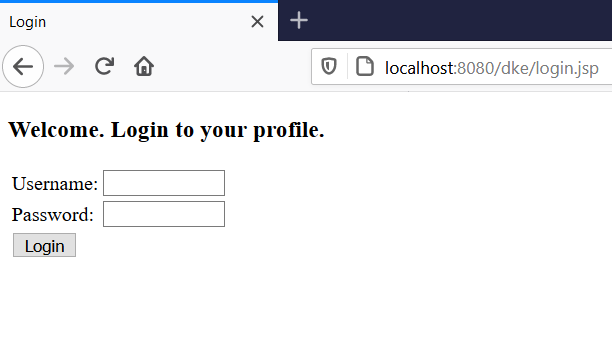 Login
localhost:8080/dke/login.jsp
Welcome. Login to your profile.
Username:
Password:
Login